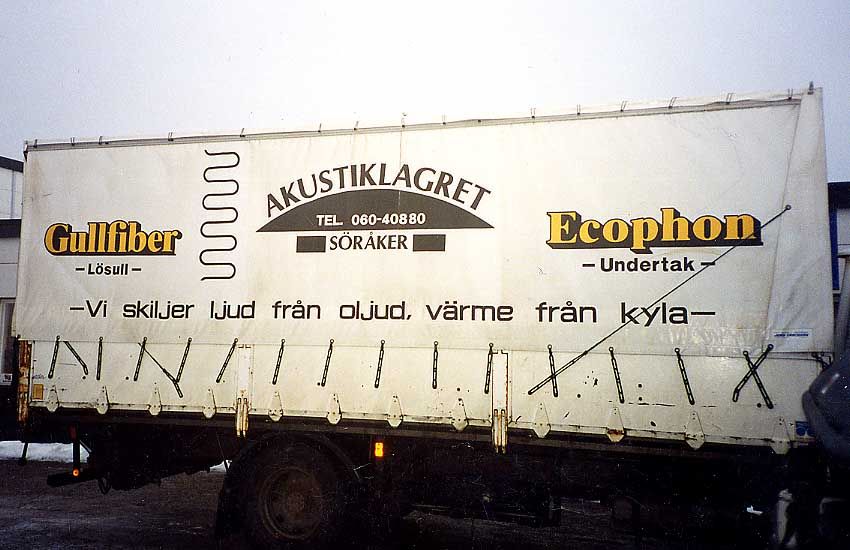 AKUSTIKLAGRET
TEL. 060-40880
SÖRÅKER
Gullfiber
-Lösull-
Ecophon
-Undertak-
-Vi skiljer ljud från oljud, värme från kyla-